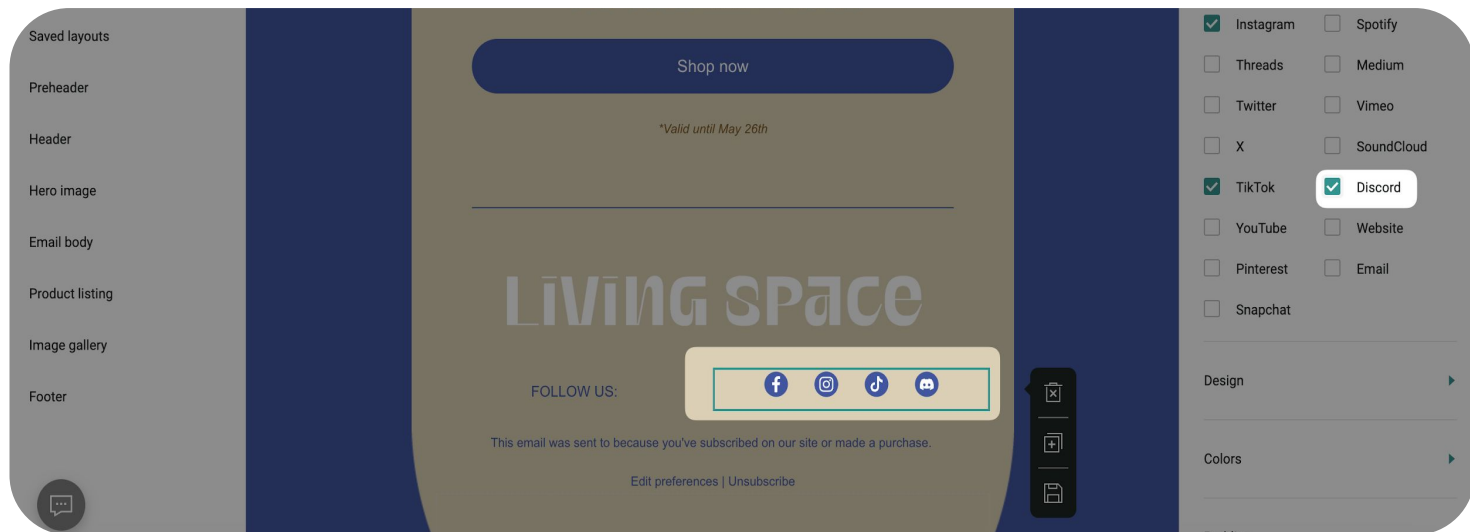 Saved layouts
Preheader
Header
Hero image
Email body
Product listing
Image gallery
Footer
Shop now
*Valid until May 26th
LiViNG SPaCe
FOLLOW US:
This email was sent to because you've subscribed on our site or made a purchase.
Edit preferences | Unsubscribe
Instagram
Spotify
Threads
Medium
Twitter
Vimeo
X
SoundCloud
TikTok
Discord
YouTube
Website
Pinterest
Email
Snapchat
Design
Colors